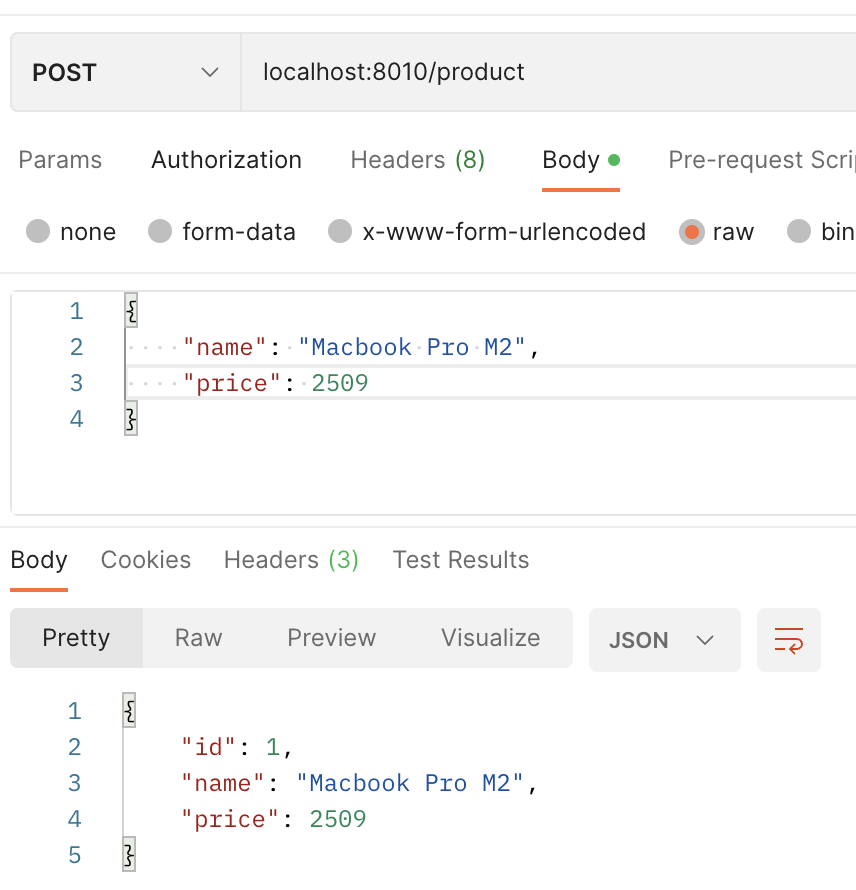 POST localhost:8010/product
Params Authorization Headers (8) Body Pre-request Scri
none form-data x-www-form-urlencoded raw bin
1 {
2 "name": "Macbook Pro M2",
3 "price": 2509
4 }
Body Cookies Headers (3) Test Results
Pretty Raw Preview Visualize JSON
1 {
2 "id": 1,
3 "name": "Macbook Pro M2",
4 "price": 2509
5 }